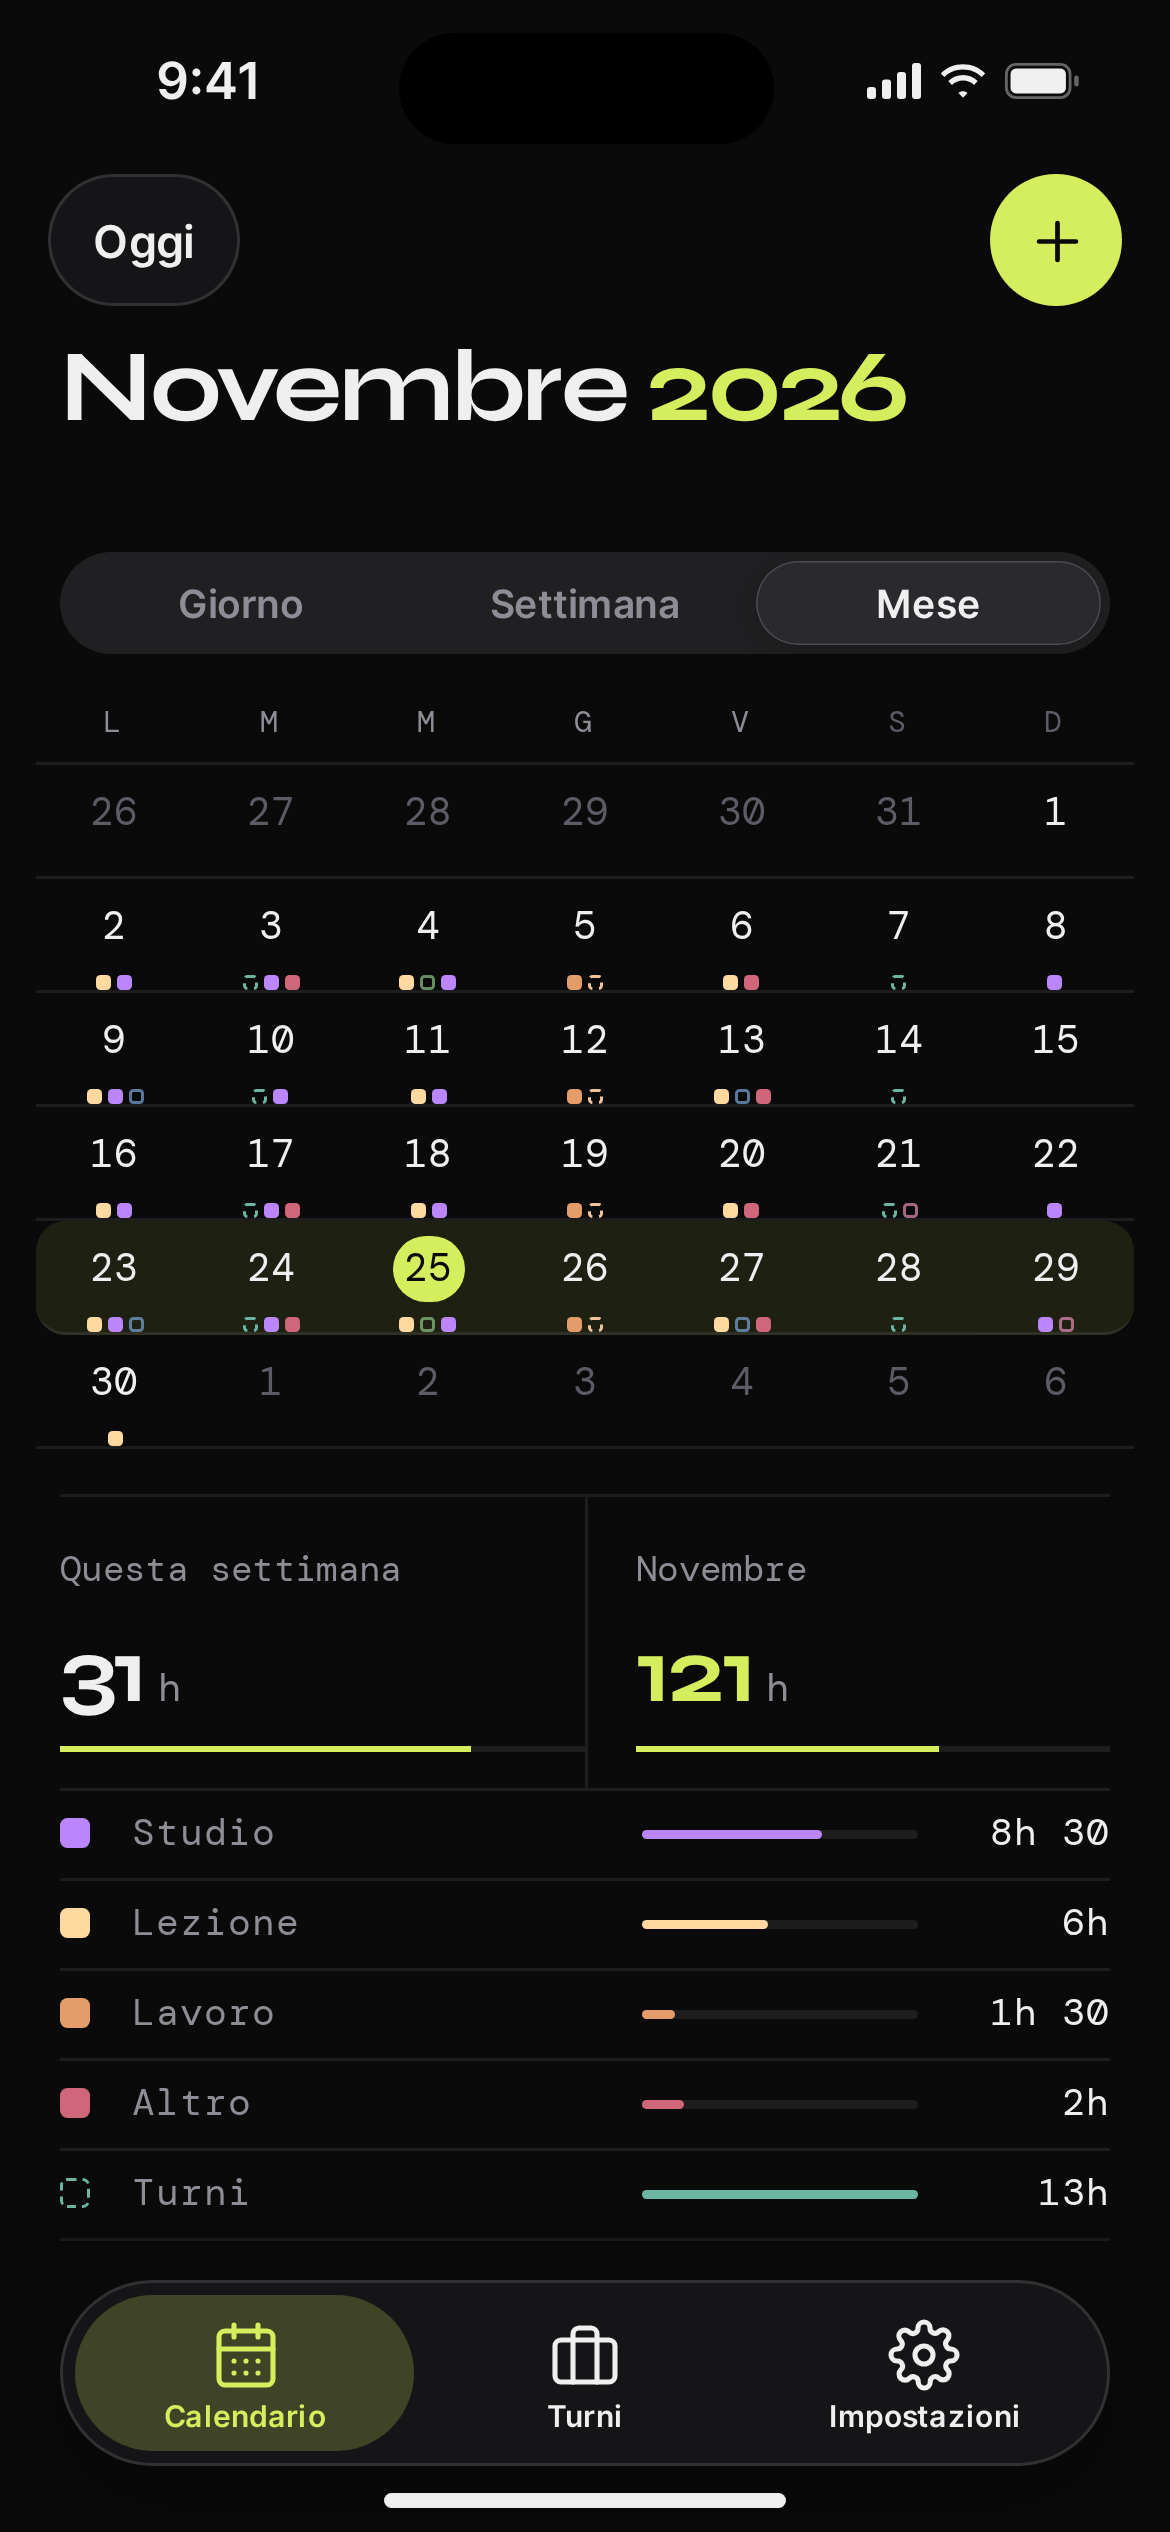 9:41
Oggi
Novembre 2026
Giorno Settimana Mese
L M M G V S D
26 27 28 29 30 31 1
2 3 4 5 6 7 8
9 10 11 12 13 14 15
16 17 18 19 20 21 22
23 24 25 26 27 28 29
30 1 2 3 4 5 6
Questa settimana Novembre
31 h 121 h
Studio 8h 30
Lezione 6h
Lavoro 1h 30
Altro 2h
Turni 13h
Calendario Turni Impostazioni